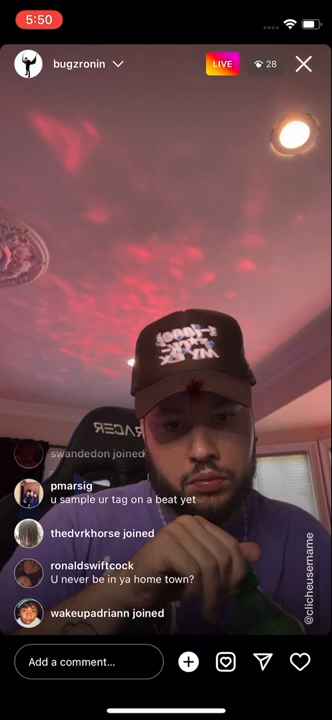 5:50
bugzronin
LIVE
28
RACER
swandedon joined
pmarsig
u sample ur tag on a beat yet
thedvrkhorse joined
ronaldswiftcock
U never be in ya home town?
wakeupadriann joined
@clicheusername
Add a comment...